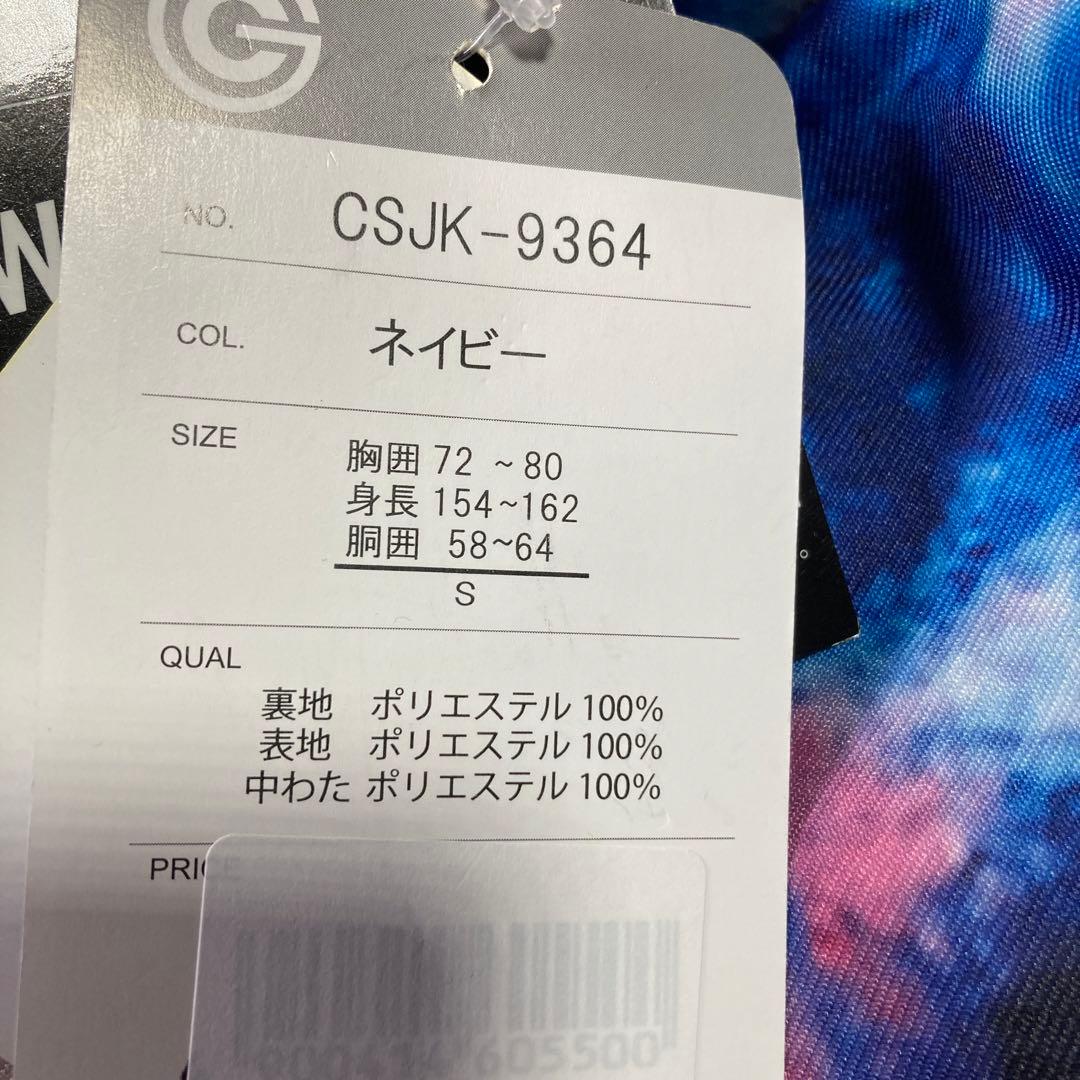 W
NO. CSJK-9364
COL. ネイビー
SIZE
胸囲 72 ~ 80
身長 154~162
胴囲 58~64
S
QUAL
裏地 ポリエステル 100%
表地 ポリエステル 100%
中わた ポリエステル 100%
605500